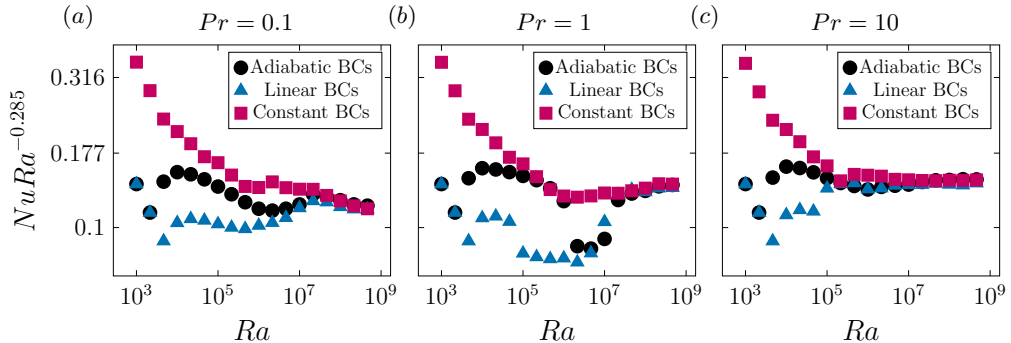 (a) Pr = 0.1
(b) Pr = 1
(c) Pr = 10
NuRa^{-0.285}
0.316
0.177
0.1
Adiabatic BCs
Linear BCs
Constant BCs
Adiabatic BCs
Linear BCs
Constant BCs
Adiabatic BCs
Linear BCs
Constant BCs
10^3 10^5 10^7 10^9
10^3 10^5 10^7 10^9
10^3 10^5 10^7 10^9
Ra
Ra
Ra